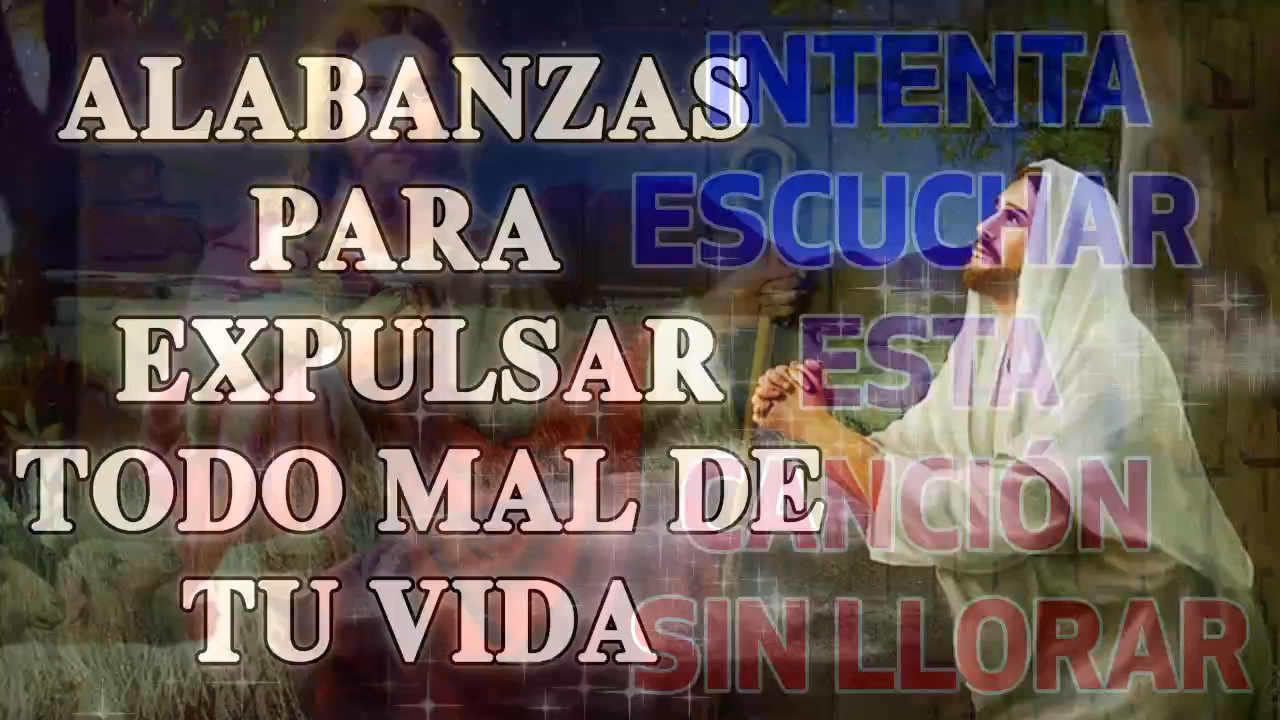 ALABANZAS
PARA
EXPULSAR
TODO MAL DE
TU VIDA
INTENTA
ESCUCHAR
ESTA
CANCIÓN
SIN LLORAR